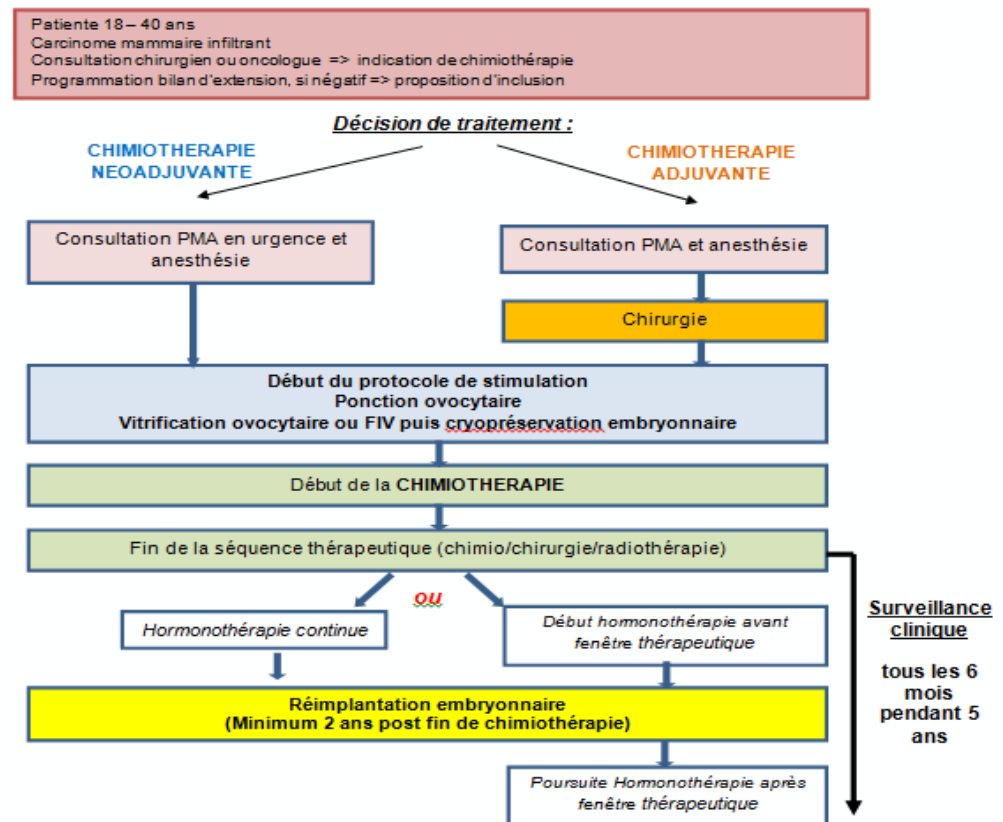 Patiente 18 – 40 ans
Carcinome mammaire infiltrant
Consultation chirurgien ou oncologue => indication de chimiothérapie
Programmation bilan d'extension, si négatif => proposition d'inclusion
Décision de traitement :
CHIMIOTHERAPIE
NEOADJUVANTE
CHIMIOTHERAPIE
ADJUVANTE
Consultation PMA en urgence et
anesthésie
Consultation PMA et anesthésie
Chirurgie
Début du protocole de stimulation
Ponction ovocytaire
Vitrification ovocytaire ou FIV puis cryopréservation embryonnaire
Début de la CHIMIOTHERAPIE
Fin de la séquence thérapeutique (chimio/chirurgie/radiothérapie)
ou
Hormonothérapie continue
Début hormonothérapie avant
fenêtre thérapeutique
Réimplantation embryonnaire
(Minimum 2 ans post fin de chimiothérapie)
Poursuite Hormonothérapie après
fenêtre thérapeutique
Surveillance
clinique
tous les 6
mois
pendant 5
ans